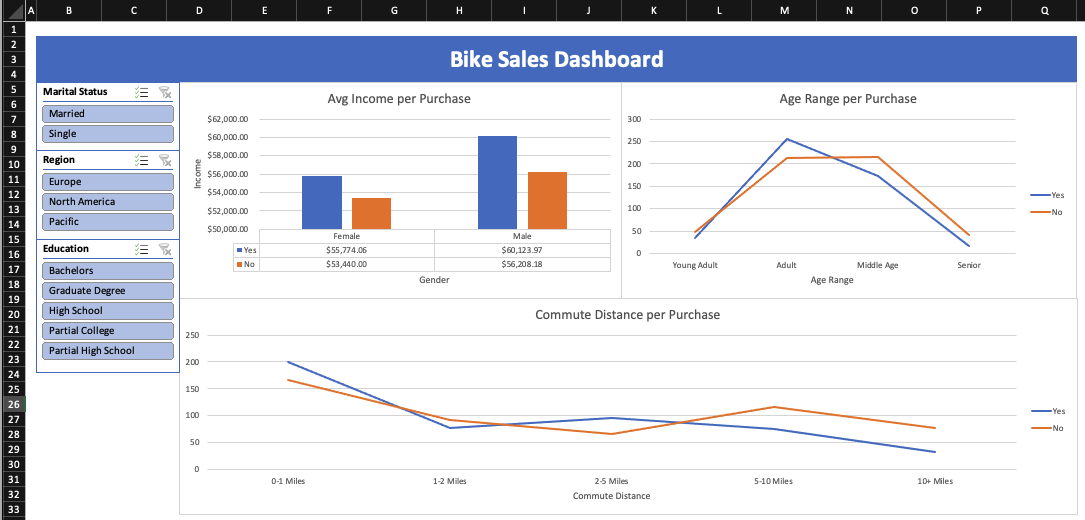 A B C D E F G H I J K L M N O P Q
1
2
3
4
5
6
7
8
9
10
11
12
13
14
15
16
17
18
19
20
21
22
23
24
25
26
27
28
29
30
31
32
33
Bike Sales Dashboard
Marital Status
Married
Single
Region
Europe
North America
Pacific
Education
Bachelors
Graduate Degree
High School
Partial College
Partial High School
Avg Income per Purchase
Income
$62,000.00
$60,000.00
$58,000.00
$56,000.00
$54,000.00
$52,000.00
$50,000.00
Female Male
Yes $55,774.06 $60,123.97
No $53,440.00 $56,208.18
Gender
Age Range per Purchase
300
250
200
150
100
50
0
Young Adult Adult Middle Age Senior
Age Range
Yes
No
Commute Distance per Purchase
250
200
150
100
50
0
0-1 Miles 1-2 Miles 2-5 Miles 5-10 Miles 10+ Miles
Commute Distance
Yes
No